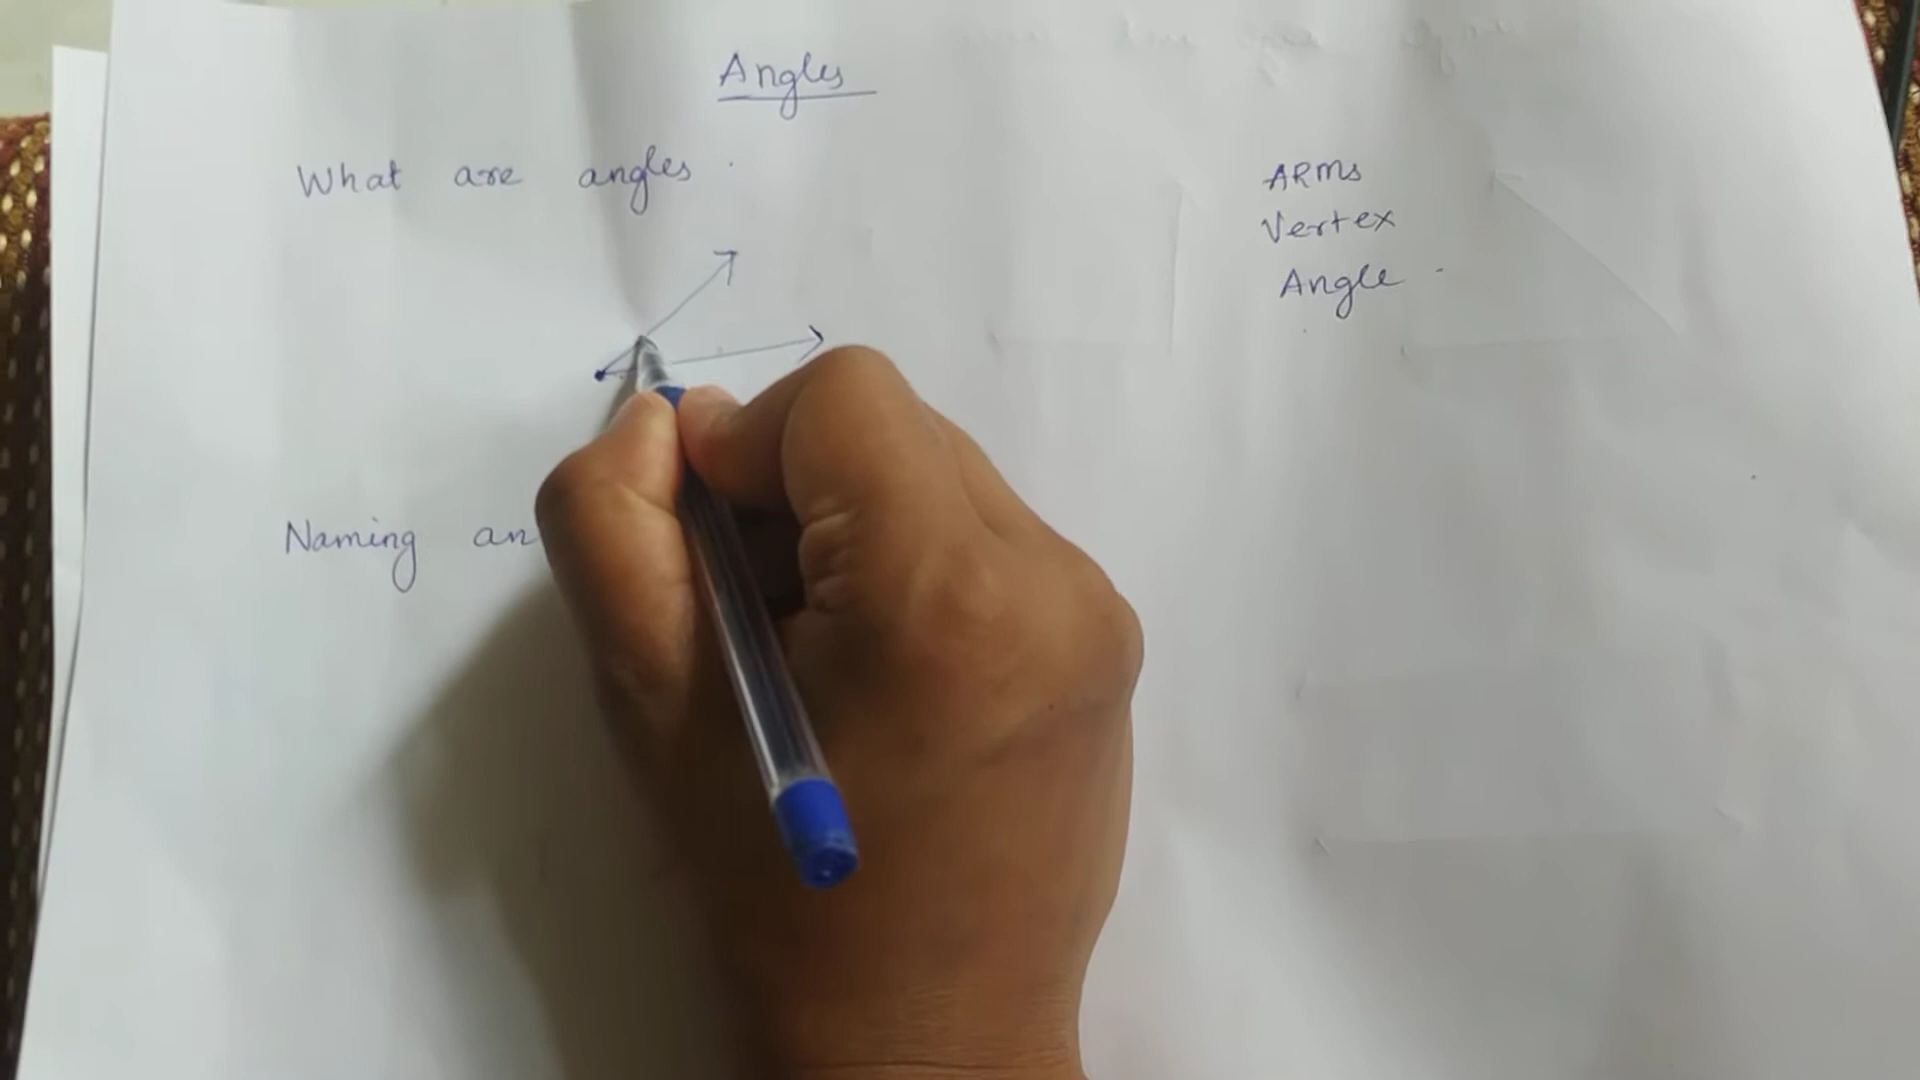 Angles
What are angles.
ARMs
Vertex
Angle.
Naming an